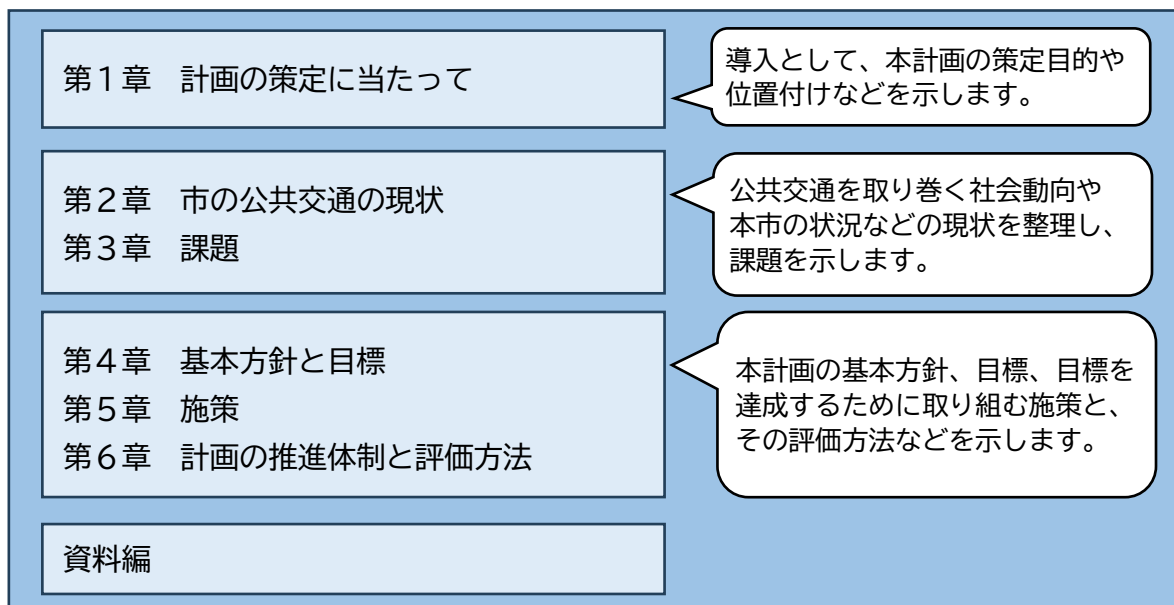 第１章　計画の策定に当たって
導入として、本計画の策定目的や
位置付けなどを示します。
第２章　市の公共交通の現状
第３章　課題
公共交通を取り巻く社会動向や
本市の状況などの現状を整理し、
課題を示します。
第４章　基本方針と目標
第５章　施策
第６章　計画の推進体制と評価方法
本計画の基本方針、目標、目標を
達成するために取り組む施策と、
その評価方法などを示します。
資料編